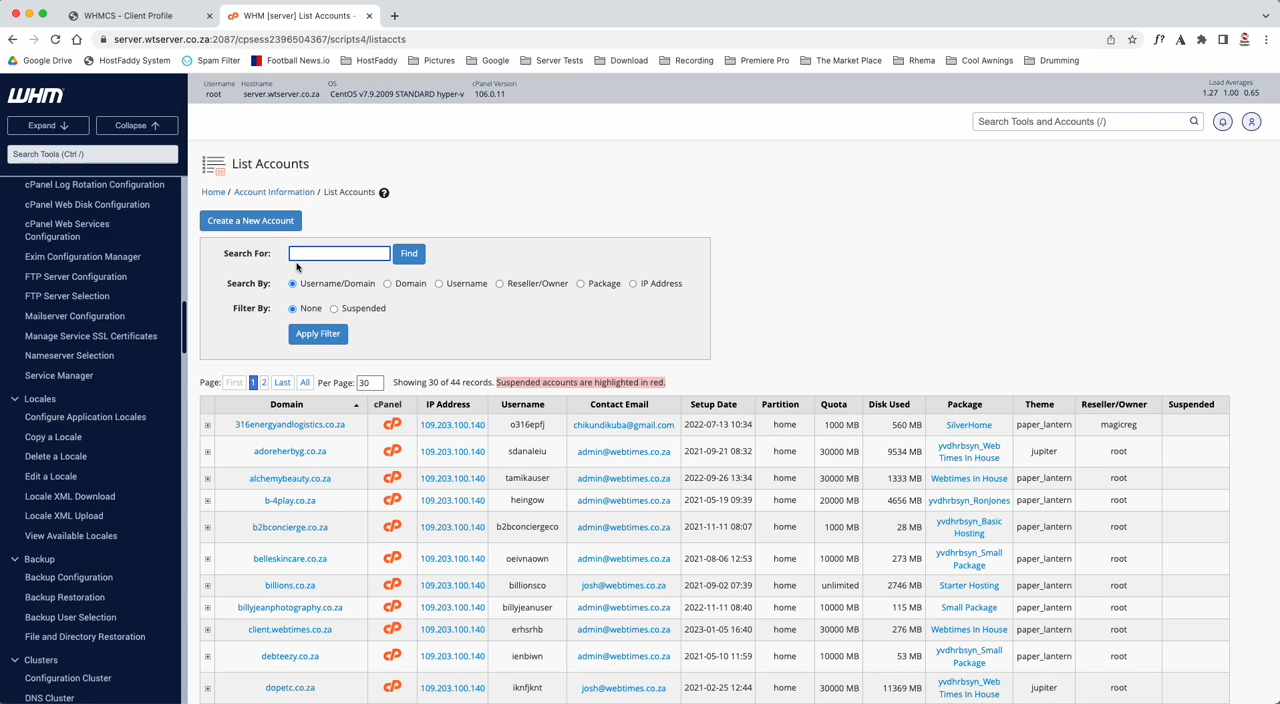 WHMCS - Client Profile
WHM [server] List Accounts -
server.wtserver.co.za:2087/cpsess2396504367/scripts4/listaccts
Google Drive HostFaddy System Spam Filter Football News.io HostFaddy Pictures Google Server Tests Download Recording Premiere Pro The Market Place Rhema Cool Awnings Drumming
WHM
Expand Collapse
Search Tools (Ctrl /)
cPanel Log Rotation Configuration
cPanel Web Disk Configuration
cPanel Web Services
Configuration
Exim Configuration Manager
FTP Server Configuration
FTP Server Selection
Mailserver Configuration
Manage Service SSL Certificates
Nameserver Selection
Service Manager
Locales
Configure Application Locales
Copy a Locale
Delete a Locale
Edit a Locale
Locale XML Download
Locale XML Upload
View Available Locales
Backup
Backup Configuration
Backup Restoration
Backup User Selection
File and Directory Restoration
Clusters
Configuration Cluster
DNS Cluster
Username Hostname OS cPanel Version Load Averages
root server.wtserver.co.za CentOS v7.9.2009 STANDARD hyper-v 106.0.11 1.27 1.00 0.65
Search Tools and Accounts (/)
List Accounts
Home / Account Information / List Accounts
Create a New Account
Search For: Find
Search By: Username/Domain Domain Username Reseller/Owner Package IP Address
Filter By: None Suspended
Apply Filter
Page: First 1 2 Last All Per Page: 30 Showing 30 of 44 records. Suspended accounts are highlighted in red.
Domain cPanel IP Address Username Contact Email Setup Date Partition Quota Disk Used Package Theme Reseller/Owner Suspended
316energyandlogistics.co.za cP 109.203.100.140 o316epfj chikundikuba@gmail.com 2022-07-13 10:34 home 1000 MB 560 MB SilverHome paper_lantern magicreg
adoreherbyg.co.za cP 109.203.100.140 sdanaleiu admin@webtimes.co.za 2021-09-21 08:32 home 30000 MB 9534 MB yvdhrbsyn_Web Times In House jupiter root
alchemybeauty.co.za cP 109.203.100.140 tamikauser admin@webtimes.co.za 2022-09-26 13:34 home 30000 MB 1333 MB Webtimes In House paper_lantern root
b-4play.co.za cP 109.203.100.140 heingow admin@webtimes.co.za 2021-05-19 09:39 home 20000 MB 4656 MB yvdhrbsyn_RonJones paper_lantern root
b2bconcierge.co.za cP 109.203.100.140 b2bconciergeco admin@webtimes.co.za 2021-11-11 08:07 home 1000 MB 28 MB yvdhrbsyn_Basic Hosting paper_lantern root
belleskincare.co.za cP 109.203.100.140 oeivnaown admin@webtimes.co.za 2021-08-06 12:53 home 10000 MB 273 MB yvdhrbsyn_Small Package paper_lantern root
billions.co.za cP 109.203.100.140 billionsco josh@webtimes.co.za 2021-09-02 07:39 home unlimited 2746 MB Starter Hosting paper_lantern root
billyjeanphotography.co.za cP 109.203.100.140 billyjeanuser admin@webtimes.co.za 2022-11-11 08:40 home 10000 MB 115 MB Small Package paper_lantern root
client.webtimes.co.za cP 109.203.100.140 erhsrhb admin@webtimes.co.za 2023-01-05 16:40 home 30000 MB 276 MB Webtimes In House paper_lantern root
debteezy.co.za cP 109.203.100.140 ienbiwn admin@webtimes.co.za 2021-05-10 11:59 home 10000 MB 53 MB yvdhrbsyn_Small Package paper_lantern root
dopetc.co.za cP 109.203.100.140 iknfjknt josh@webtimes.co.za 2021-02-25 12:44 home 30000 MB 11369 MB yvdhrbsyn_Web Times In House jupiter root